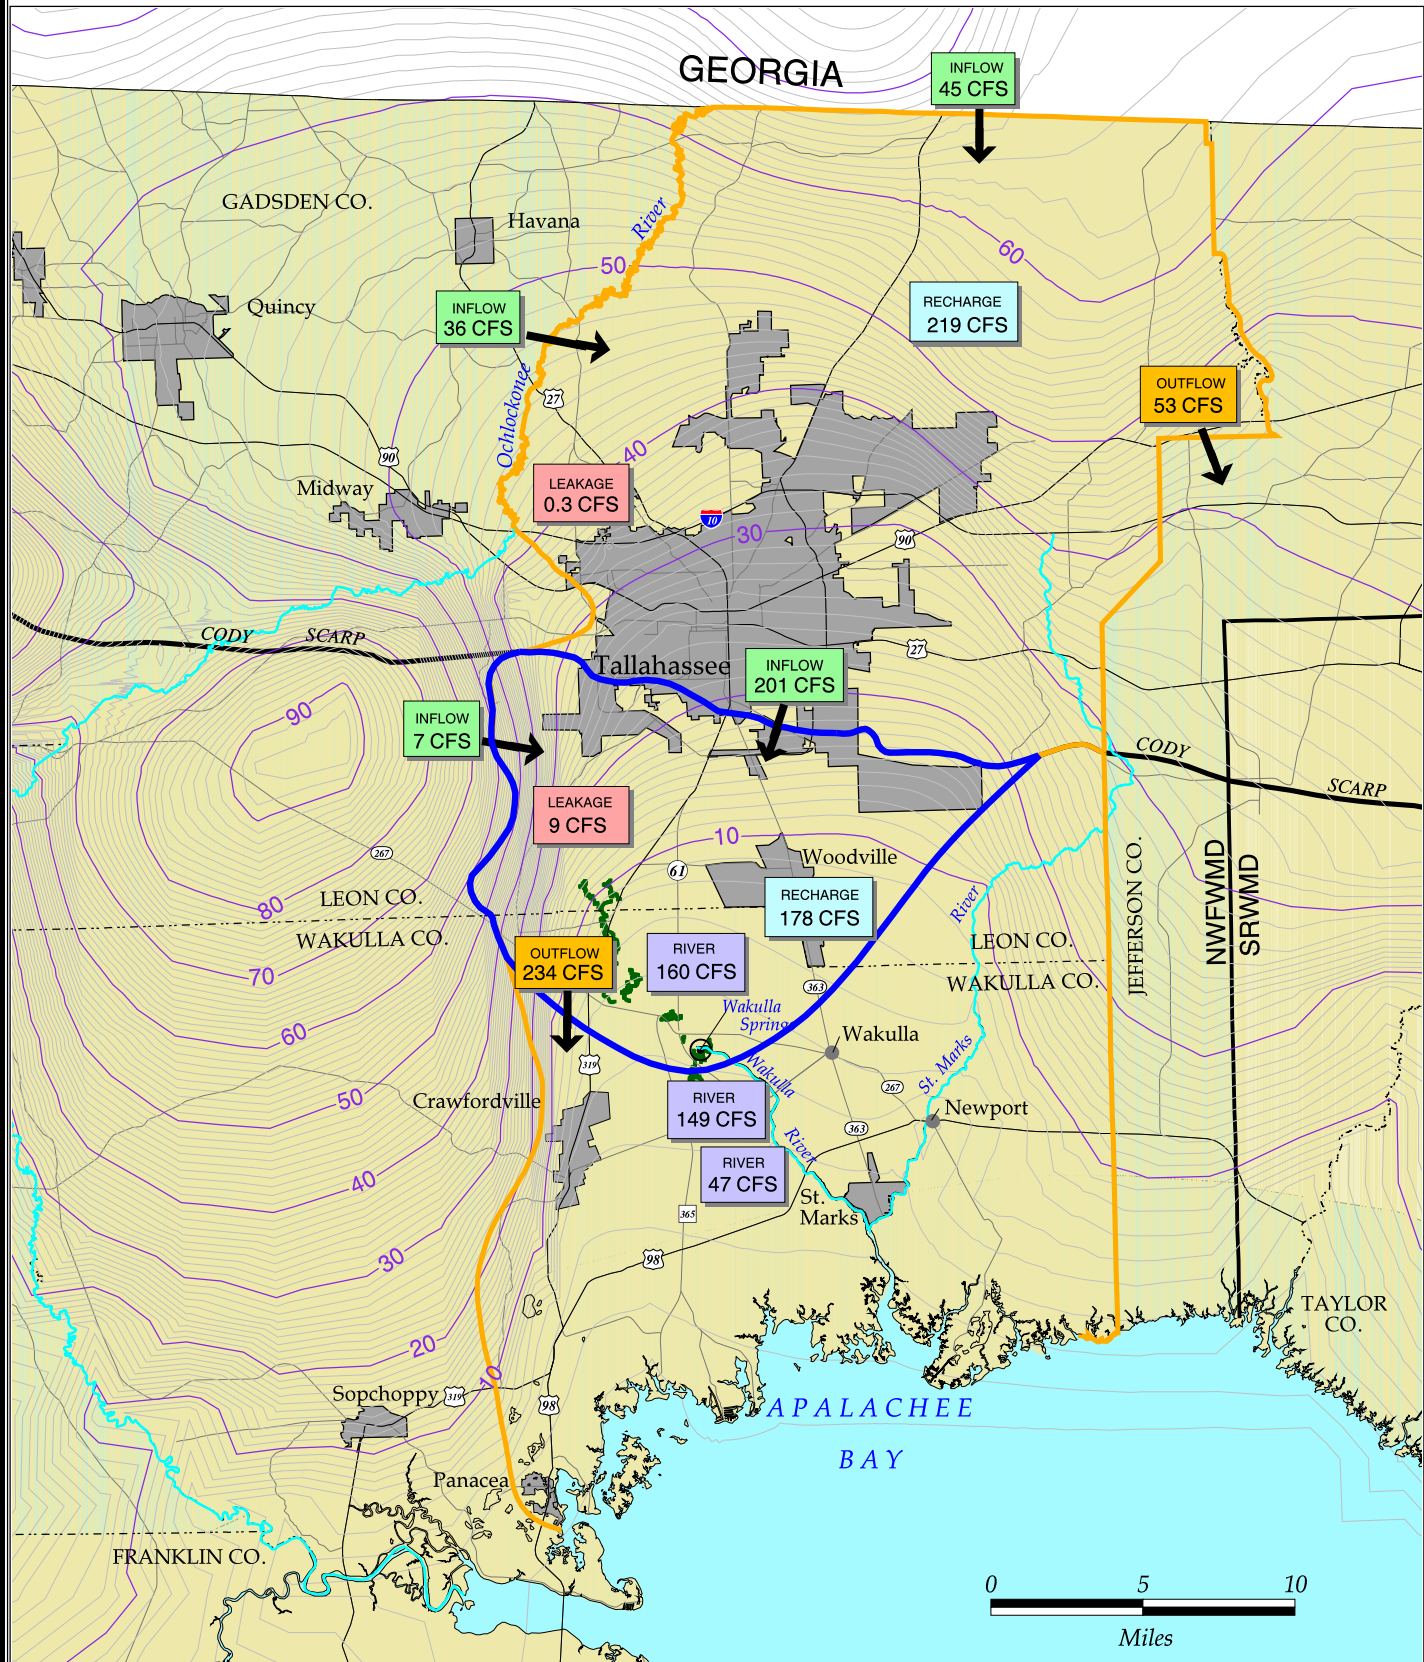 GEORGIA
INFLOW
45 CFS
GADSDEN CO.
Havana
River
50
60
INFLOW
36 CFS
Quincy
RECHARGE
219 CFS
Ochlockonee
27
OUTFLOW
53 CFS
40
90
Midway
LEAKAGE
0.3 CFS
10
30
90
CODY
SCARP
27
Tallahassee
INFLOW
201 CFS
90
INFLOW
7 CFS
CODY
SCARP
LEAKAGE
9 CFS
10
267
61
Woodville
JEFFERSON CO.
NWFWMD
SRWMD
80
LEON CO.
WAKULLA CO.
RECHARGE
178 CFS
River
LEON CO.
WAKULLA CO.
OUTFLOW
234 CFS
RIVER
160 CFS
70
363
Wakulla
Springs
60
Wakulla
319
Wakulla
St. Marks
267
50
Crawfordville
RIVER
149 CFS
Newport
363
River
40
RIVER
47 CFS
St.
Marks
365
30
98
TAYLOR
CO.
20
10
Sopchoppy
319
98
APALACHEE
BAY
Panacea
FRANKLIN CO.
0 5 10
Miles